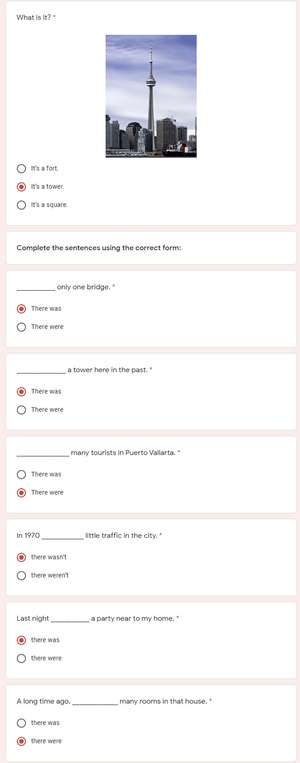 What is it? *
It's a fort.
It's a tower.
It's a square.
Complete the sentences using the correct form:
__________ only one bridge. *
There was
There were
_____________ a tower here in the past. *
There was
There were
______________ many tourists in Puerto Vallarta. *
There was
There were
In 1970 ___________ little traffic in the city. *
there wasn't
there weren't
Last night __________ a party near to my home. *
there was
there were
A long time ago, ____________ many rooms in that house. *
there was
there were